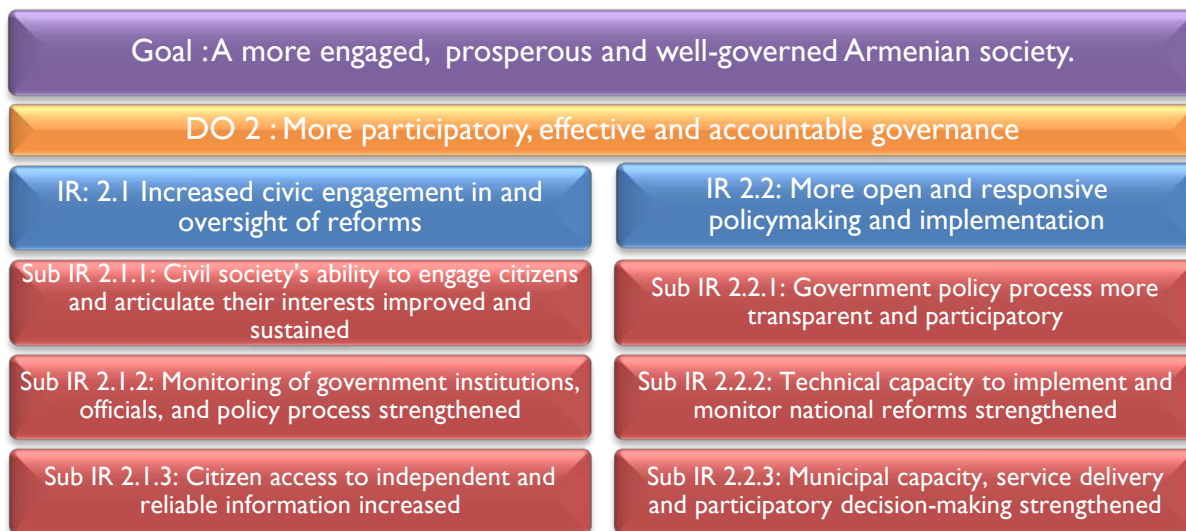 Goal : A more engaged, prosperous and well-governed Armenian society.
DO 2 : More participatory, effective and accountable governance
IR: 2.1 Increased civic engagement in and
oversight of reforms
IR 2.2: More open and responsive
policymaking and implementation
Sub IR 2.1.1: Civil society's ability to engage citizens
and articulate their interests improved and
sustained
Sub IR 2.2.1: Government policy process more
transparent and participatory
Sub IR 2.1.2: Monitoring of government institutions,
officials, and policy process strengthened
Sub IR 2.2.2: Technical capacity to implement and
monitor national reforms strengthened
Sub IR 2.1.3: Citizen access to independent and
reliable information increased
Sub IR 2.2.3: Municipal capacity, service delivery
and participatory decision-making strengthened